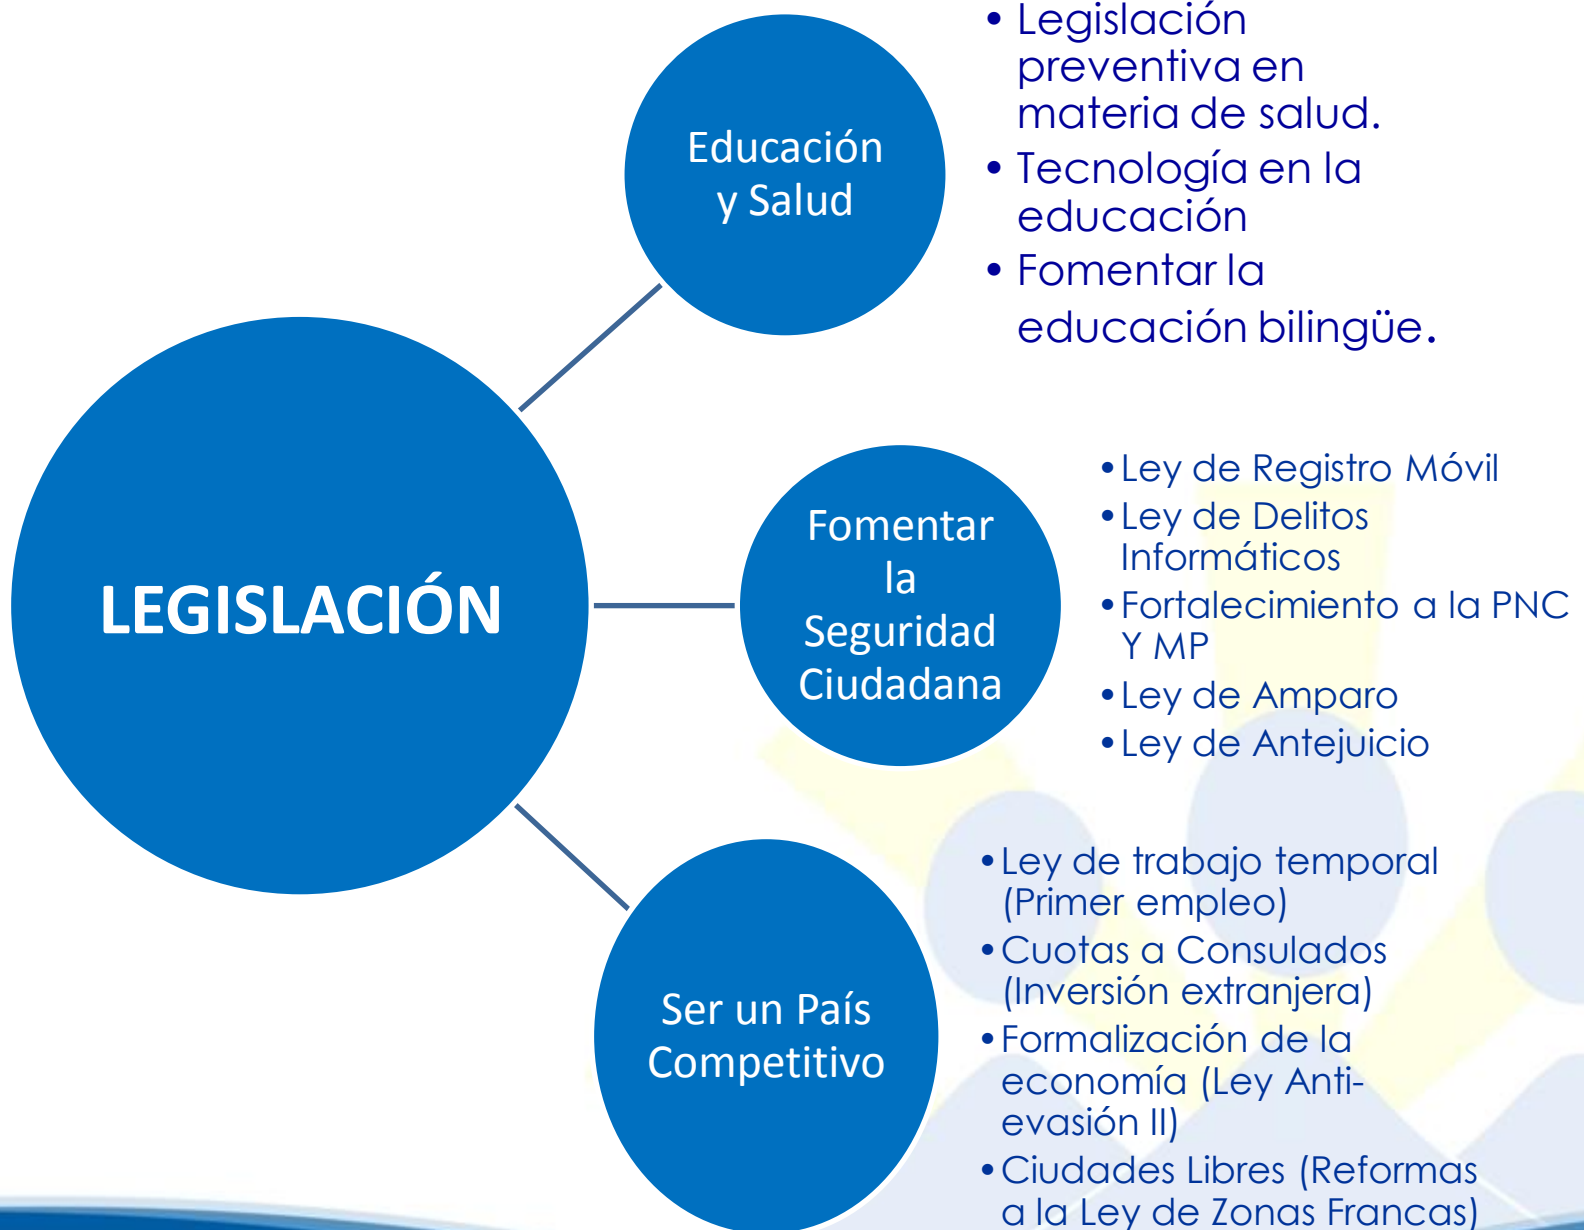 LEGISLACIÓN
Educación
y Salud
• Legislación
preventiva en
materia de salud.
• Tecnología en la
educación
• Fomentar la
educación bilingüe.
Fomentar
la
Seguridad
Ciudadana
• Ley de Registro Móvil
• Ley de Delitos
Informáticos
• Fortalecimiento a la PNC
Y MP
• Ley de Amparo
• Ley de Antejuicio
Ser un País
Competitivo
• Ley de trabajo temporal
(Primer empleo)
• Cuotas a Consulados
(Inversión extranjera)
• Formalización de la
economía (Ley Anti-
evasión II)
• Ciudades Libres (Reformas
a la Ley de Zonas Francas)